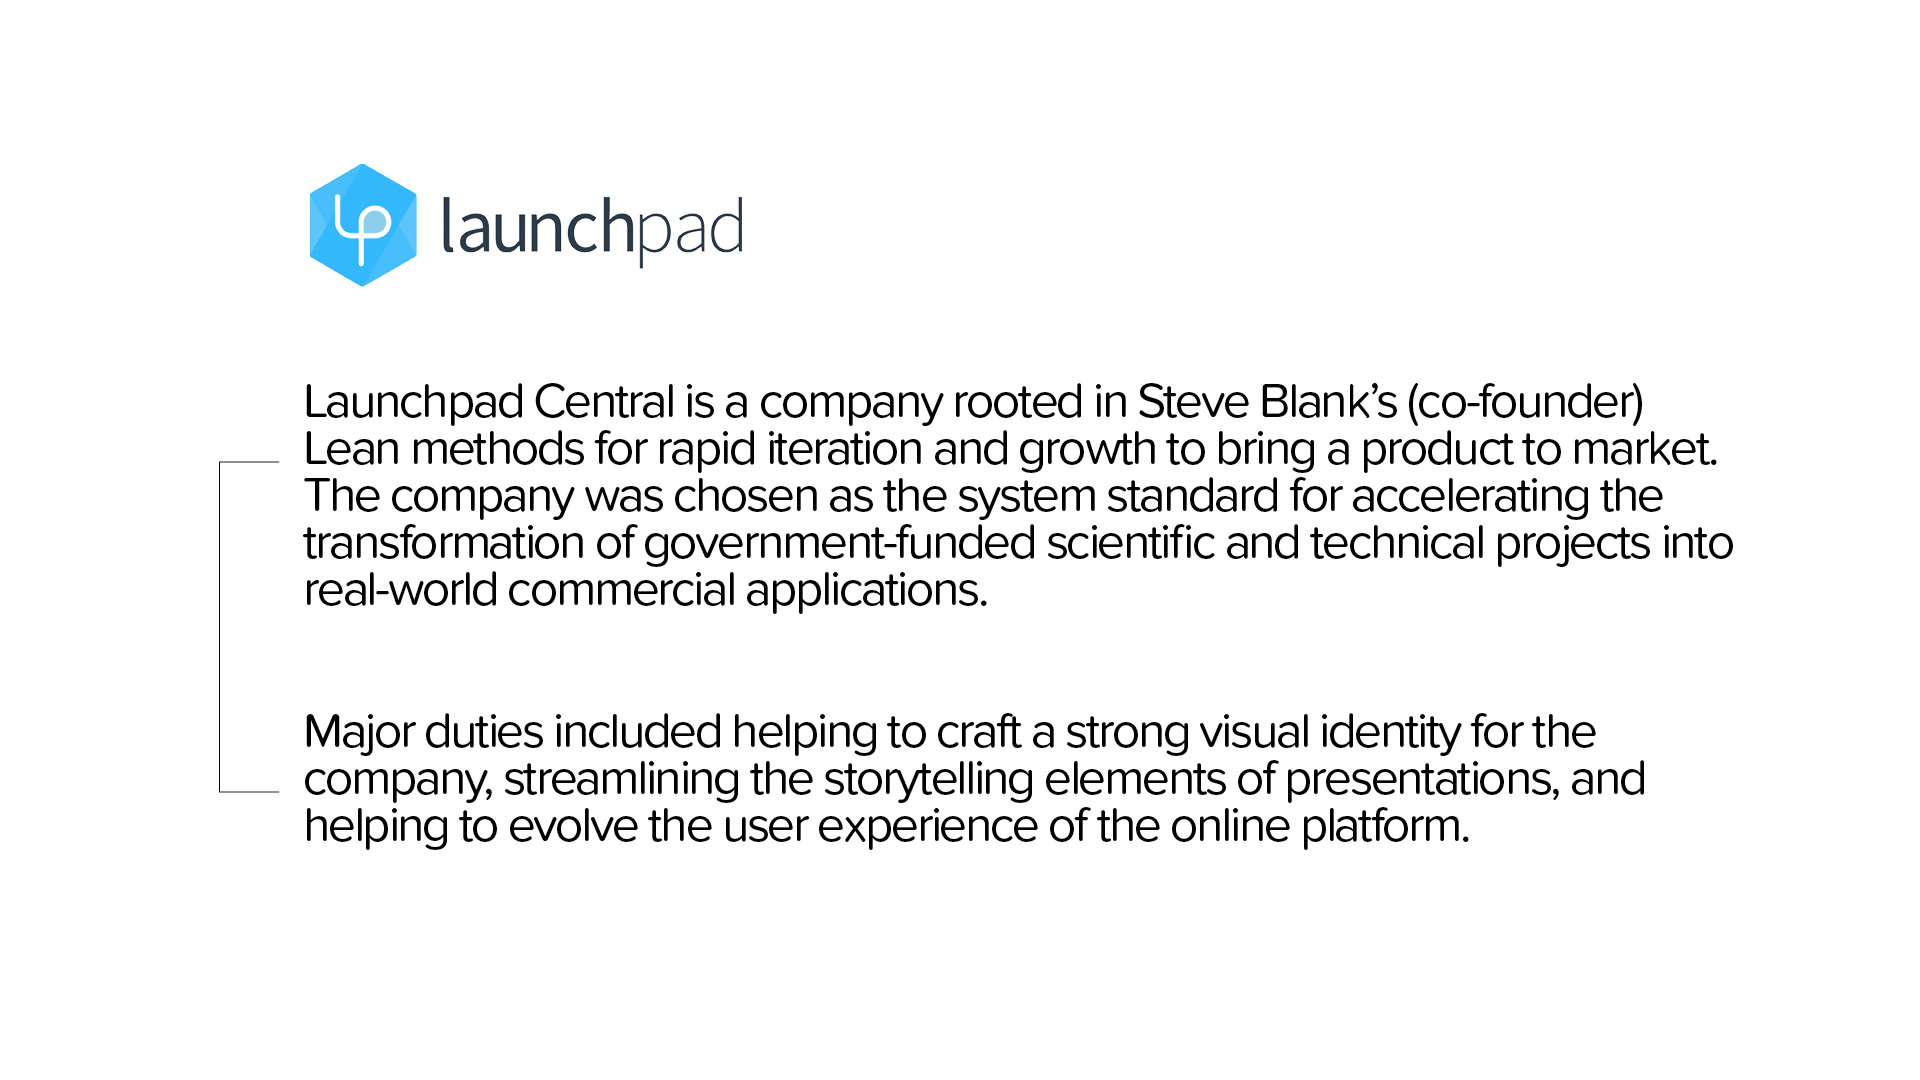 launchpad
Launchpad Central is a company rooted in Steve Blank’s (co-founder)
Lean methods for rapid iteration and growth to bring a product to market.
The company was chosen as the system standard for accelerating the
transformation of government-funded scientific and technical projects into
real-world commercial applications.
Major duties included helping to craft a strong visual identity for the
company, streamlining the storytelling elements of presentations, and
helping to evolve the user experience of the online platform.